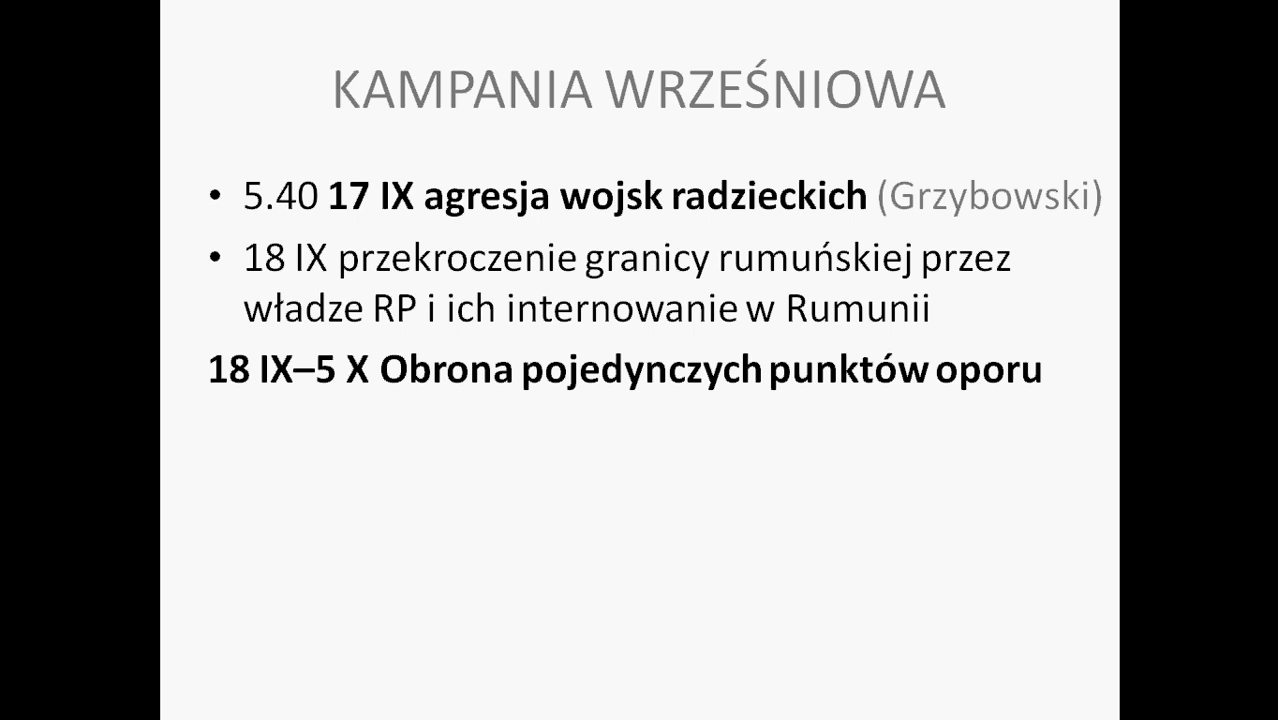 KAMPANIA WRZEŚNIOWA
• 5.40 17 IX agresja wojsk radzieckich (Grzybowski)
• 18 IX przekroczenie granicy rumuńskiej przez
władze RP i ich internowanie w Rumunii
18 IX–5 X Obrona pojedynczych punktów oporu